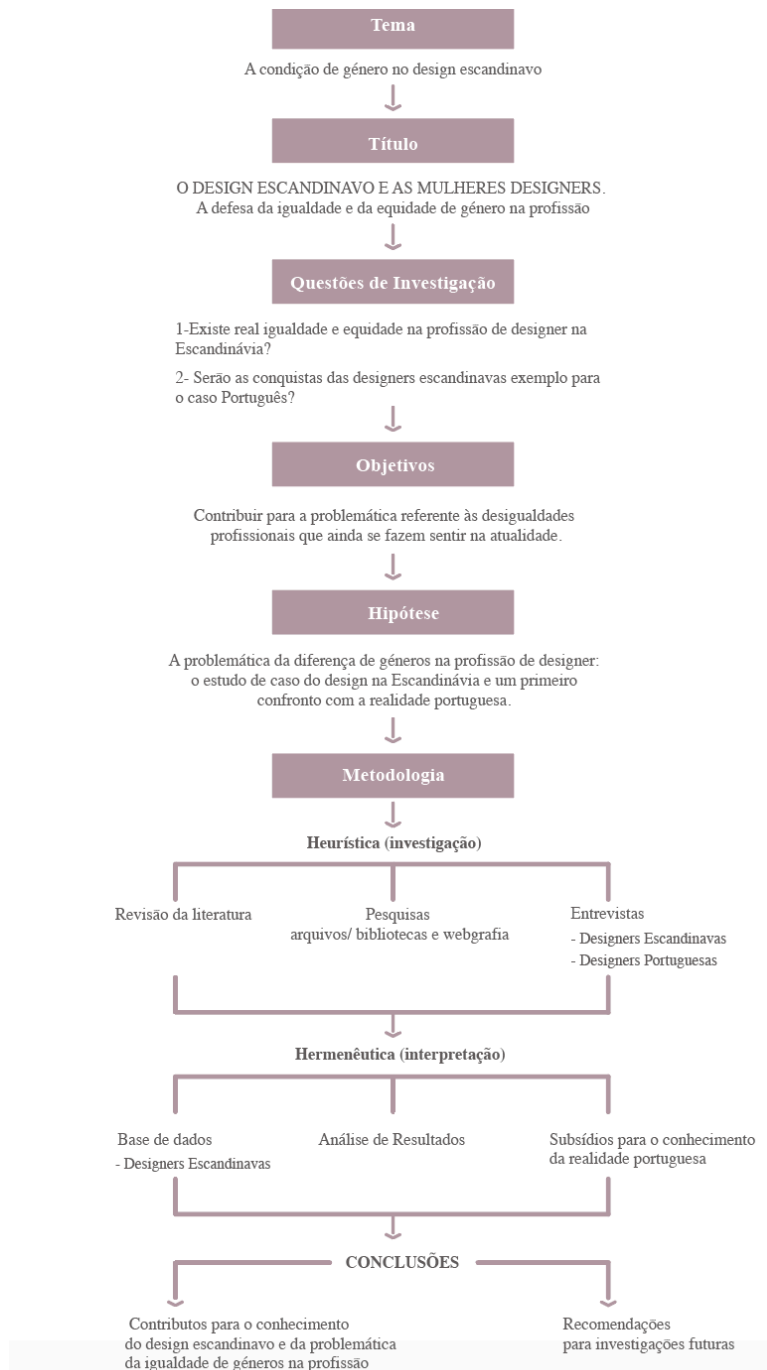 Tema
A condição de género no design escandinavo
Título
O DESIGN ESCANDINAVO E AS MULHERES DESIGNERS.
A defesa da igualdade e da equidade de género na profissão
Questões de Investigação
1-Existe real igualdade e equidade na profissão de designer na
Escandinávia?
2- Serão as conquistas das designers escandinavas exemplo para
o caso Português?
Objetivos
Contribuir para a problemática referente às desigualdades
profissionais que ainda se fazem sentir na atualidade.
Hipótese
A problemática da diferença de géneros na profissão de designer:
o estudo de caso do design na Escandinávia e um primeiro
confronto com a realidade portuguesa.
Metodologia
Heurística (investigação)
Revisão da literatura
Pesquisas
arquivos/ bibliotecas e webgrafia
Entrevistas
- Designers Escandinavas
- Designers Portuguesas
Hermenêutica (interpretação)
Base de dados
- Designers Escandinavas
Análise de Resultados
Subsídios para o conhecimento
da realidade portuguesa
CONCLUSÕES
Contributos para o conhecimento
do design escandinavo e da problemática
da igualdade de géneros na profissão
Recomendações
para investigações futuras